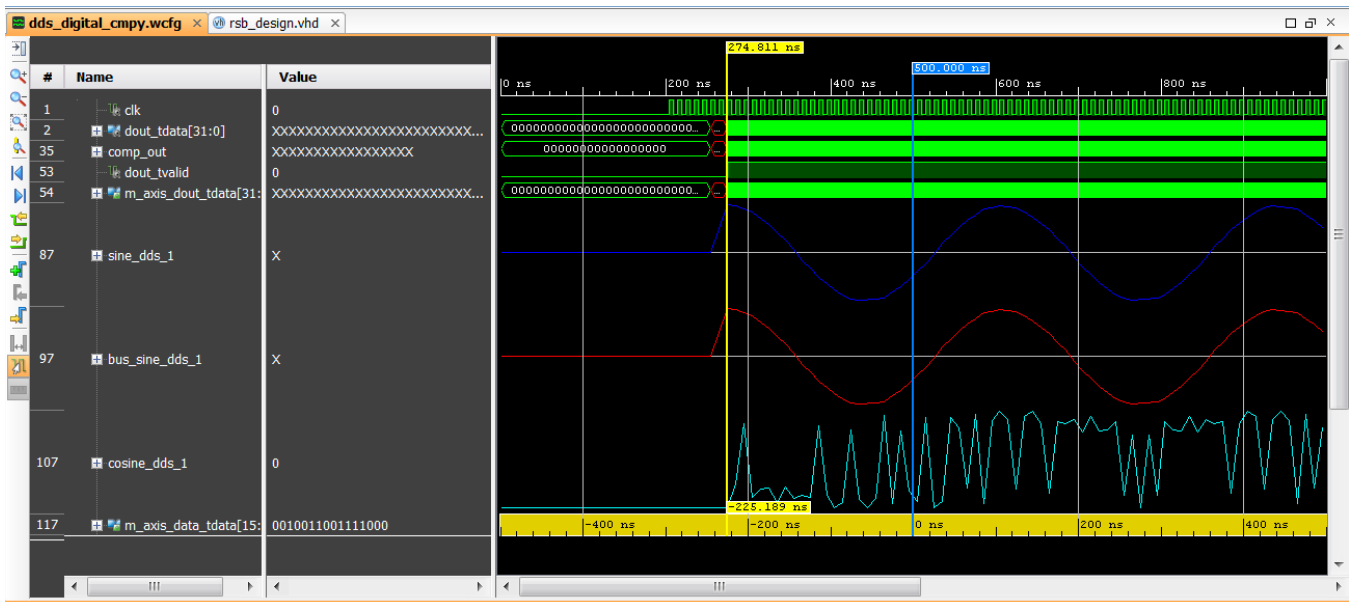 dds_digital_cmpy.wcfg × rsb_design.vhd ×
274.811 ns
500.000 ns
# Name Value
0 ns 200 ns 400 ns 600 ns 800 ns
1 clk 0
2 dout_tdata[31:0] XXXXXXXXXXXXXXXXXXXXXXXX... 0000000000000000000000000... ...
35 comp_out XXXXXXXXXXXXXXXXX 00000000000000000 ...
53 dout_tvalid 0
54 m_axis_dout_tdata[31: XXXXXXXXXXXXXXXXXXXXXXXX... 0000000000000000000000000... ...
87 sine_dds_1 X
97 bus_sine_dds_1 X
107 cosine_dds_1 0
-225.189 ns
117 m_axis_data_tdata[15: 0010011001111000
-400 ns -200 ns 0 ns 200 ns 400 ns